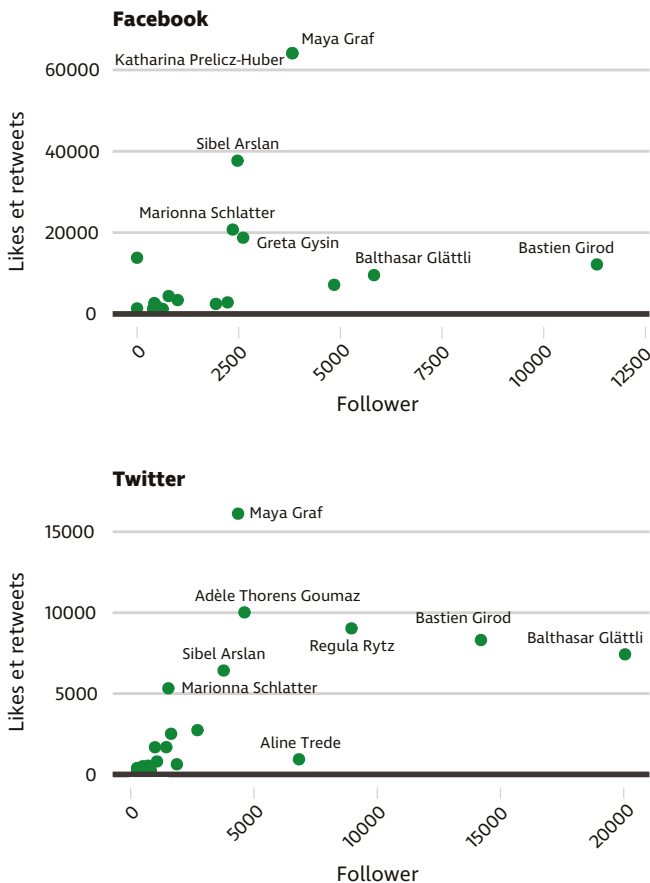 Facebook
Maya Graf
Katharina Prelicz-Huber
60000
Sibel Arslan
40000
Marionna Schlatter
20000
Greta Gysin
Balthasar Glättli
Bastien Girod
0
Likes et retweets
0
2500
5000
7500
10000
12500
Follower
Twitter
Maya Graf
15000
Adèle Thorens Goumaz
10000
Bastien Girod
Regula Rytz
Balthasar Glättli
Sibel Arslan
Marionna Schlatter
5000
Aline Trede
0
Likes et retweets
0
5000
10000
15000
20000
Follower